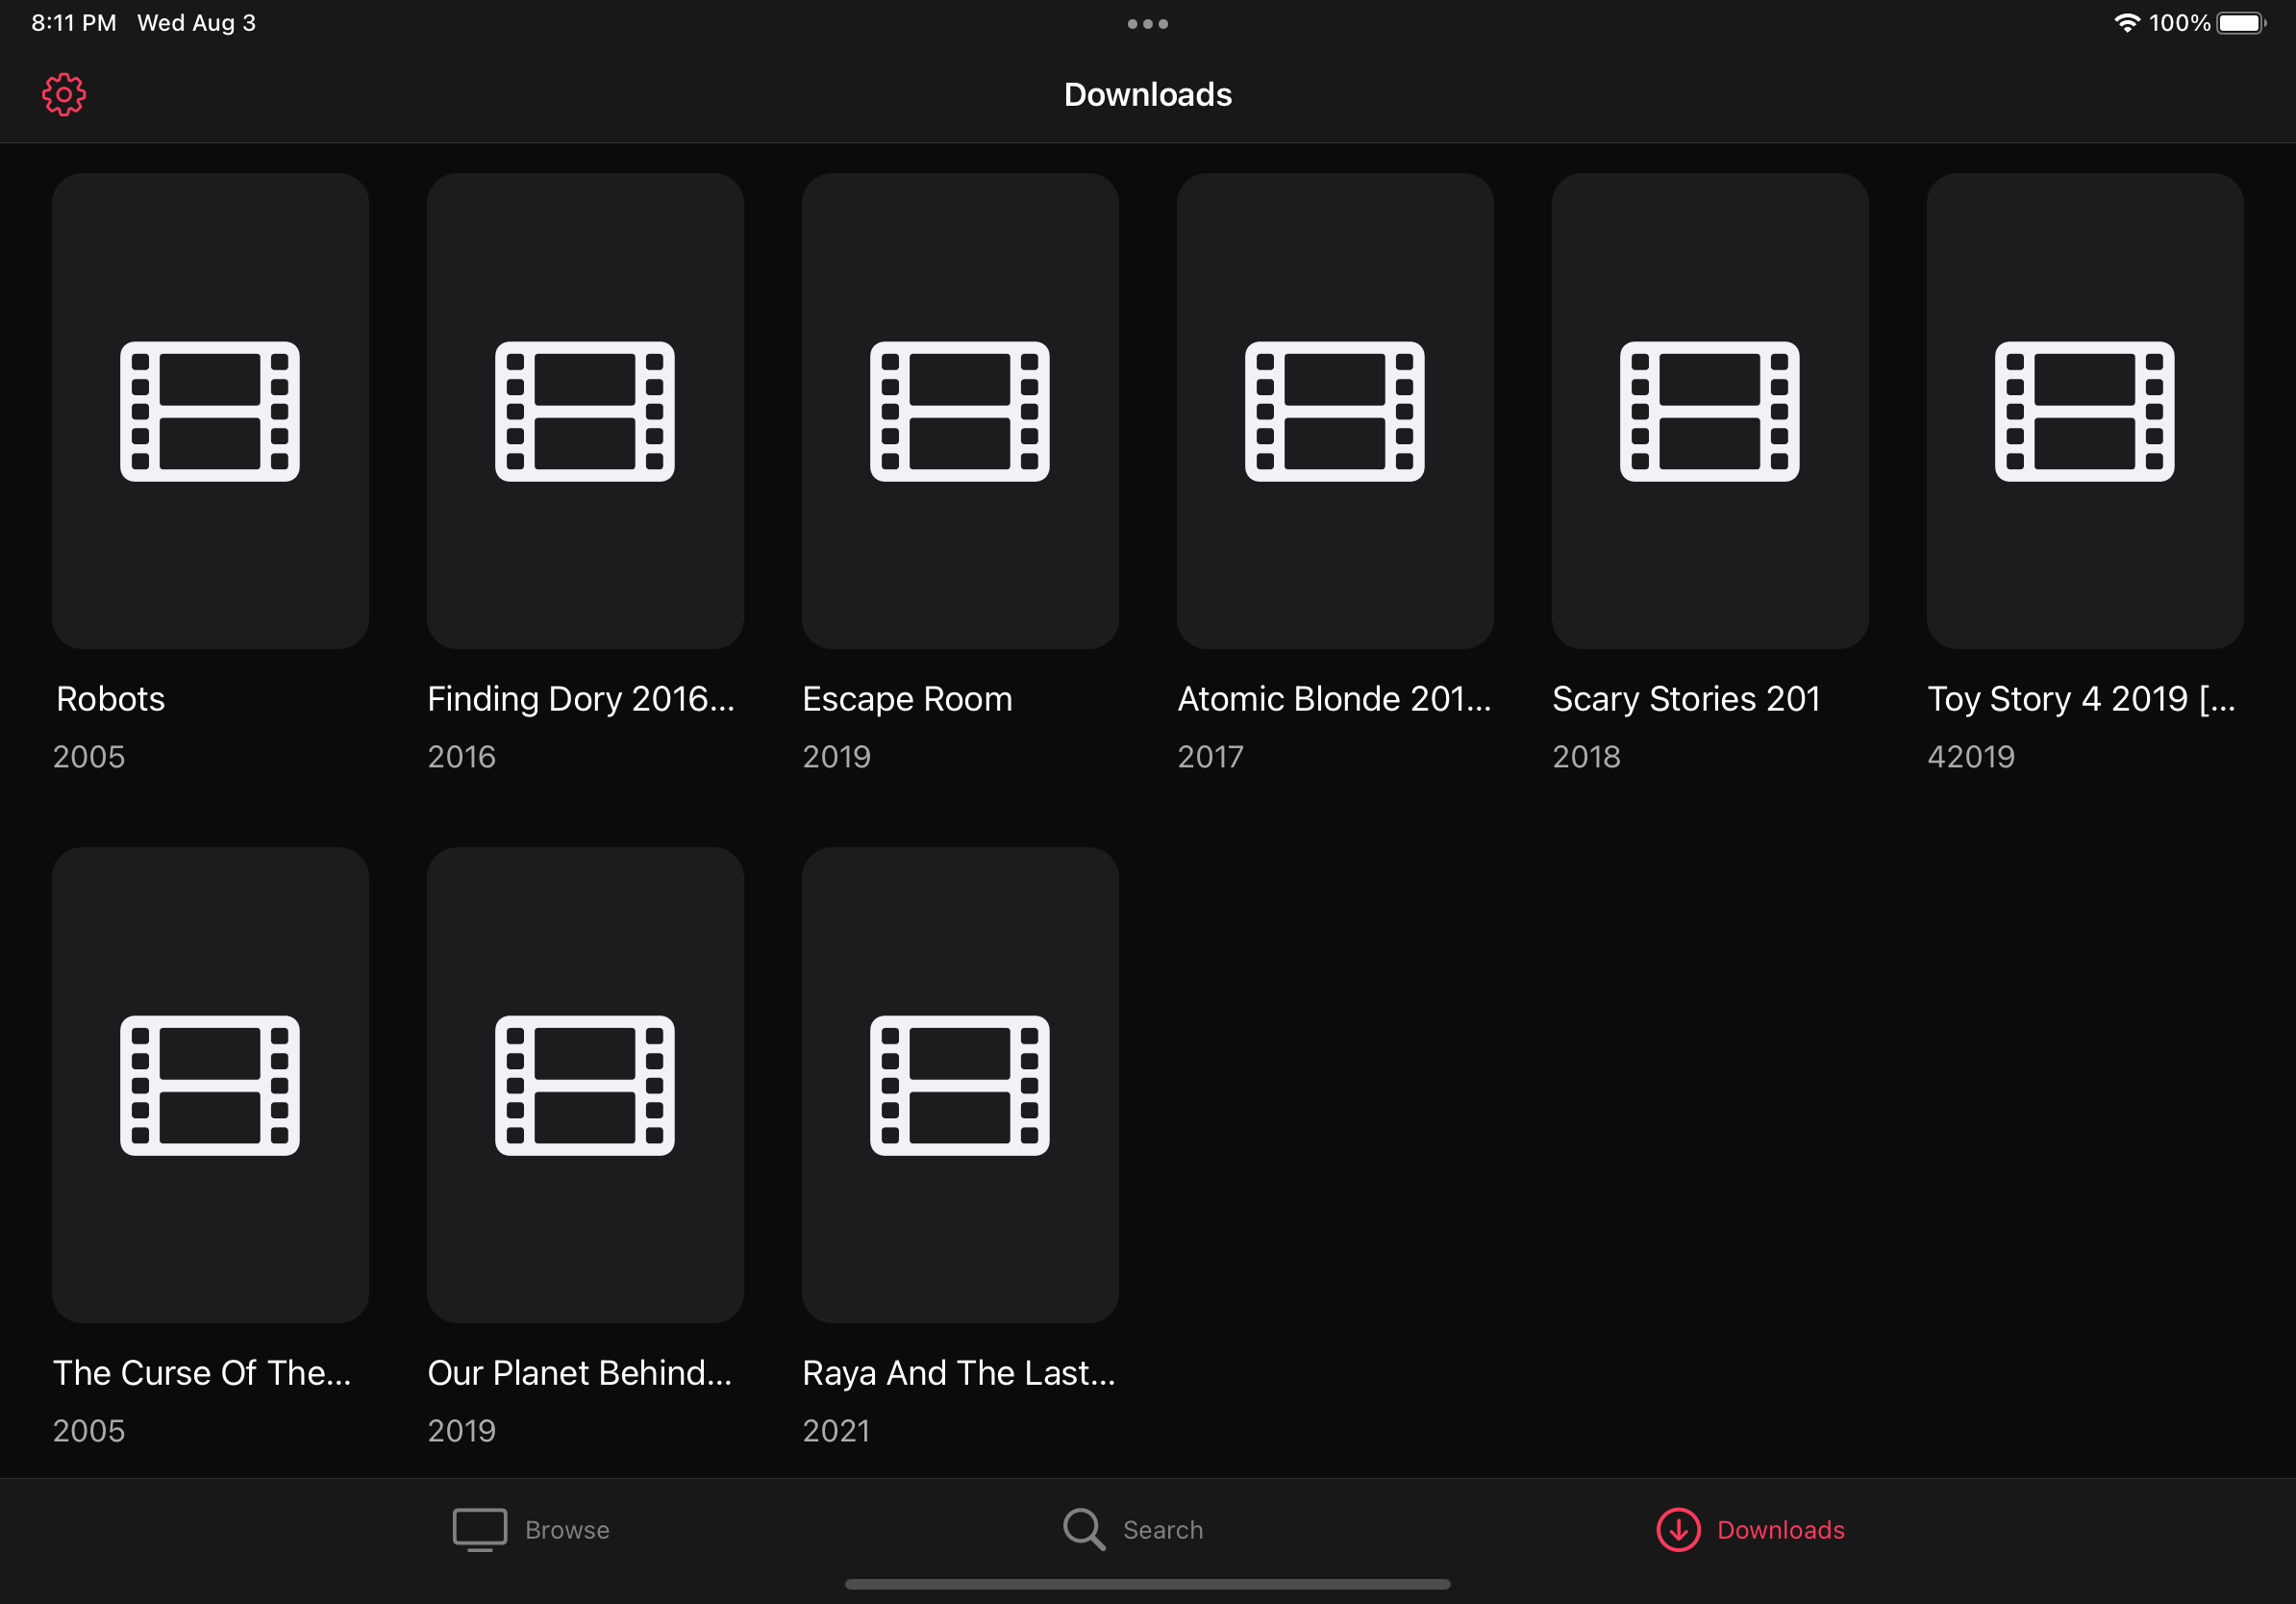 8:11 PM Wed Aug 3
100%
Downloads
Robots
2005
Finding Dory 2016...
2016
Escape Room
2019
Atomic Blonde 201...
2017
Scary Stories 201
2018
Toy Story 4 2019 [...
42019
The Curse Of The...
2005
Our Planet Behind...
2019
Raya And The Last...
2021
Browse
Search
Downloads